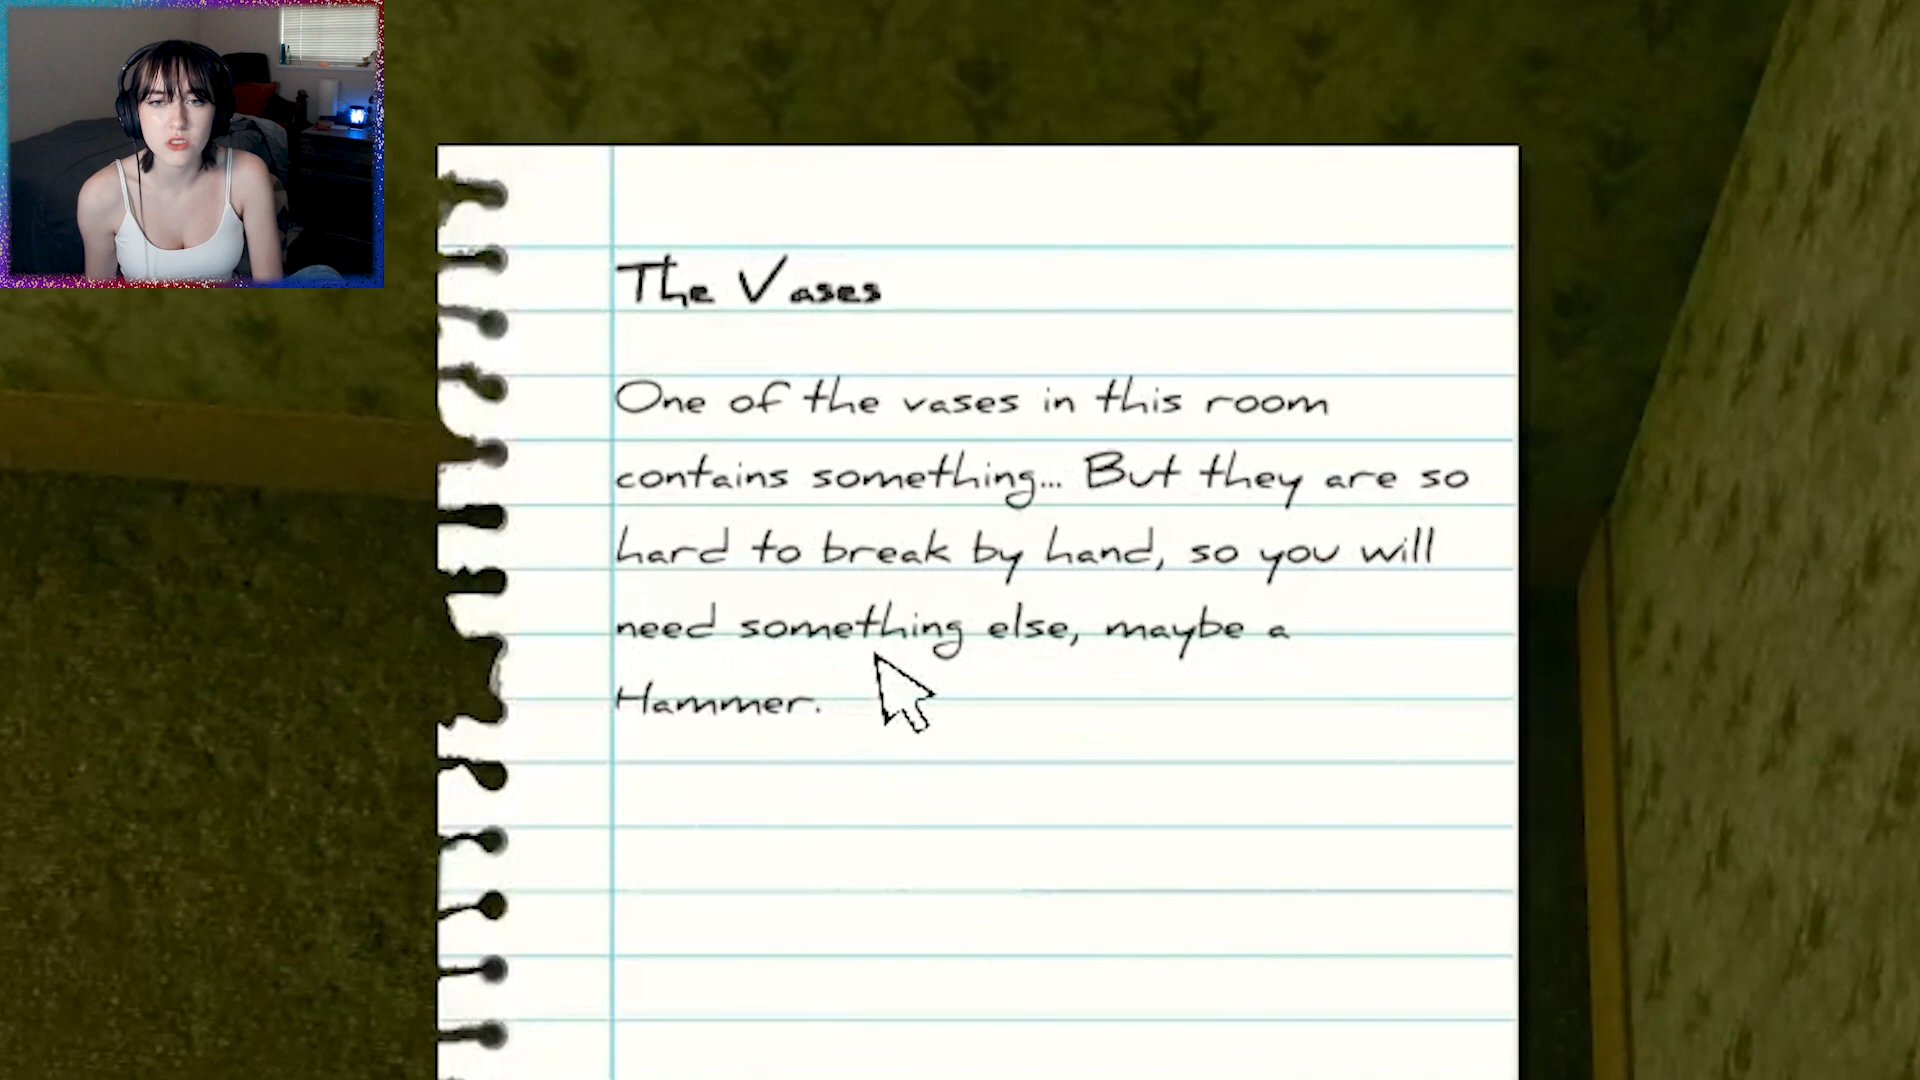 The Vases
One of the vases in this room
contains something... But they are so
hard to break by hand, so you will
need something else, maybe a
Hammer.